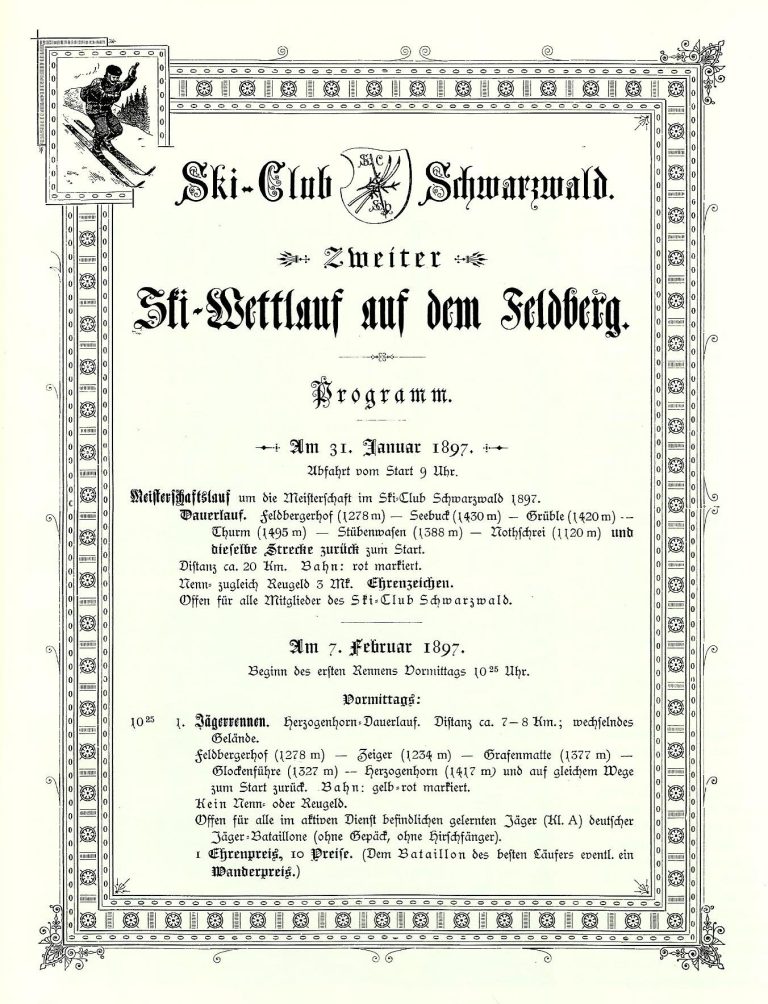 Ski-Club Schwarzwald.
S C
S
Zweiter
Ski-Wettlauf auf dem Feldberg.
Programm.
Am 31. Januar 1897.
Abfahrt vom Start 9 Uhr.
Meisterschaftslauf um die Meisterschaft im Ski-Club Schwarzwald 1897.
Dauerlauf. Feldbergerhof (1278 m) — Seebuck (1430 m) — Grüble (1420 m) —
Thurm (1495 m) — Stübenwasen (1388 m) — Nothschrei (1120 m) und
dieselbe Strecke zurück zum Start.
Distanz ca. 20 Km. Bahn: rot markiert.
Nenn- zugleich Reugeld 3 Mk. Ehrenzeichen.
Offen für alle Mitglieder des Ski-Club Schwarzwald.
Am 7. Februar 1897.
Beginn des ersten Rennens Vormittags 10 25 Uhr.
Vormittags:
10 25 1. Jägerrennen. Herzogenhorn-Dauerlauf. Distanz ca. 7–8 Km.; wechselndes
Gelände.
Feldbergerhof (1278 m) — Zeiger (1234 m) — Grafenmatte (1377 m) —
Glockenführe (1327 m) — Herzogenhorn (1417 m) und auf gleichem Wege
zum Start zurück. Bahn: gelb-rot markiert.
Kein Nenn- oder Reugeld.
Offen für alle im aktiven Dienst befindlichen gelernten Jäger (Kl. A) deutscher
Jäger-Bataillone (ohne Gepäck, ohne Hirschfänger).
1 Ehrenpreis, 10 Preise. (Dem Bataillon des besten Läufers eventl. ein
Wanderpreis.)